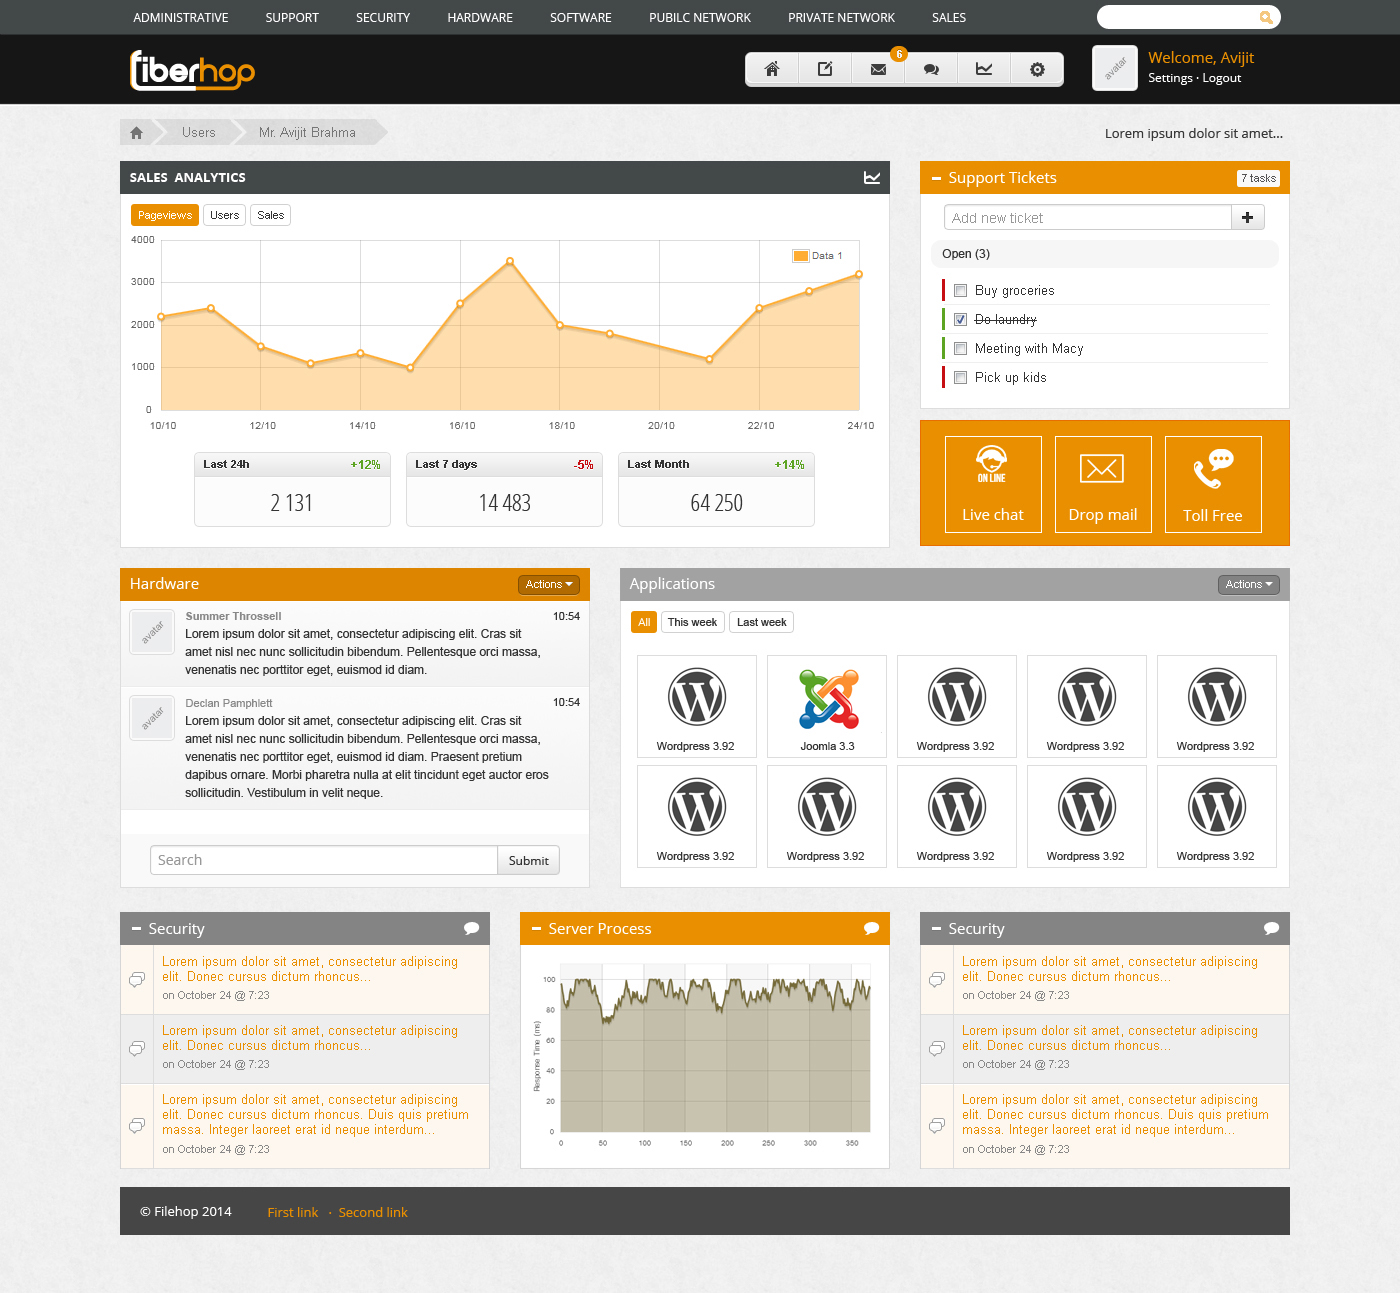 ADMINISTRATIVE SUPPORT SECURITY HARDWARE SOFTWARE PUBILC NETWORK PRIVATE NETWORK SALES
fiberhop
6
avatar
Welcome, Avijit
Settings · Logout
Users Mr. Avijit Brahma
Lorem ipsum dolor sit amet...
SALES ANALYTICS
Pageviews Users Sales
4000
3000
2000
1000
0
Data 1
10/10 12/10 14/10 16/10 18/10 20/10 22/10 24/10
Last 24h +12%
2 131
Last 7 days -5%
14 483
Last Month +14%
64 250
Support Tickets 7 tasks
Add new ticket +
Open (3)
Buy groceries
Do laundry
Meeting with Macy
Pick up kids
ON LINE
Live chat
Drop mail
Toll Free
Hardware Actions
avatar
Summer Throssell 10:54
Lorem ipsum dolor sit amet, consectetur adipiscing elit. Cras sit
amet nisl nec nunc sollicitudin bibendum. Pellentesque orci massa,
venenatis nec porttitor eget, euismod id diam.
avatar
Declan Pamphlett 10:54
Lorem ipsum dolor sit amet, consectetur adipiscing elit. Cras sit
amet nisl nec nunc sollicitudin bibendum. Pellentesque orci massa,
venenatis nec porttitor eget, euismod id diam. Praesent pretium
dapibus ornare. Morbi pharetra nulla at elit tincidunt eget auctor eros
sollicitudin. Vestibulum in velit neque.
Search Submit
Applications Actions
All This week Last week
Wordpress 3.92 Joomla 3.3 Wordpress 3.92 Wordpress 3.92 Wordpress 3.92
Wordpress 3.92 Wordpress 3.92 Wordpress 3.92 Wordpress 3.92 Wordpress 3.92
Security
Lorem ipsum dolor sit amet, consectetur adipiscing
elit. Donec cursus dictum rhoncus...
on October 24 @ 7:23
Lorem ipsum dolor sit amet, consectetur adipiscing
elit. Donec cursus dictum rhoncus...
on October 24 @ 7:23
Lorem ipsum dolor sit amet, consectetur adipiscing
elit. Donec cursus dictum rhoncus. Duis quis pretium
massa. Integer laoreet erat id neque interdum...
on October 24 @ 7:23
Server Process
Response Time (ms)
100
80
60
40
20
0
0 50 100 150 200 250 300 350
Security
Lorem ipsum dolor sit amet, consectetur adipiscing
elit. Donec cursus dictum rhoncus...
on October 24 @ 7:23
Lorem ipsum dolor sit amet, consectetur adipiscing
elit. Donec cursus dictum rhoncus...
on October 24 @ 7:23
Lorem ipsum dolor sit amet, consectetur adipiscing
elit. Donec cursus dictum rhoncus. Duis quis pretium
massa. Integer laoreet erat id neque interdum...
on October 24 @ 7:23
© Filehop 2014 First link · Second link